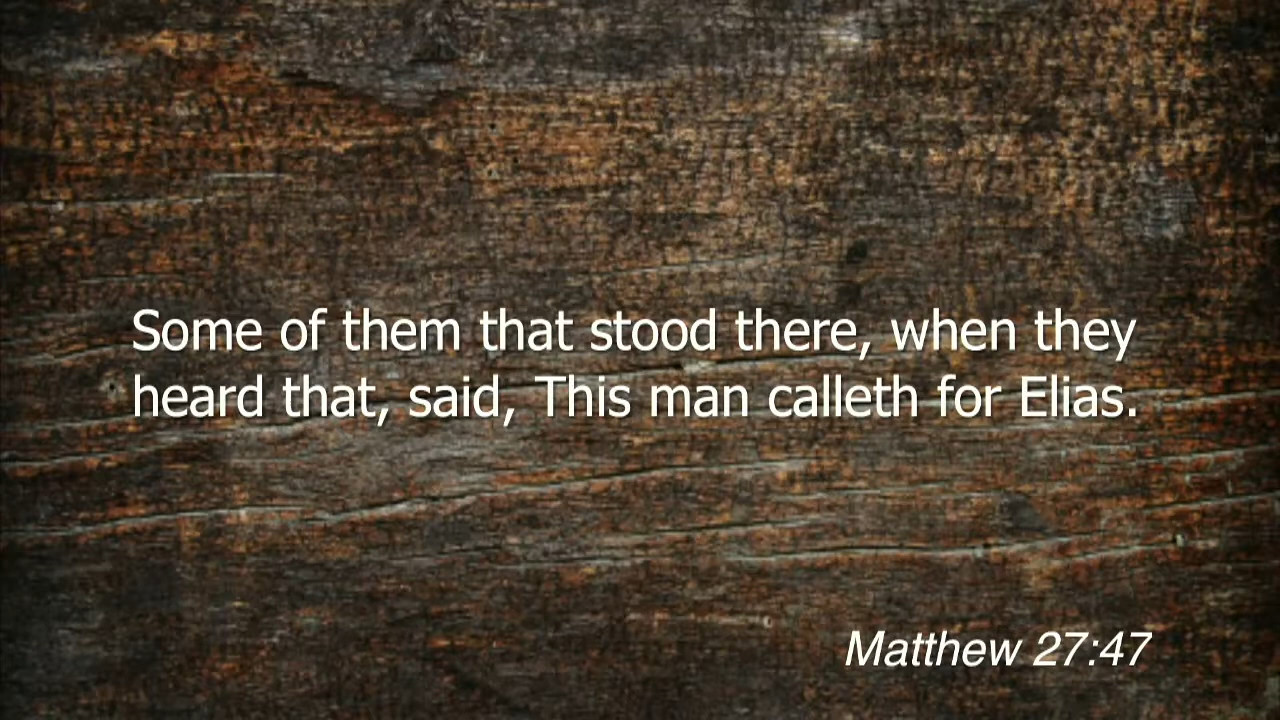 Some of them that stood there, when they
heard that, said, This man calleth for Elias.
Matthew 27:47